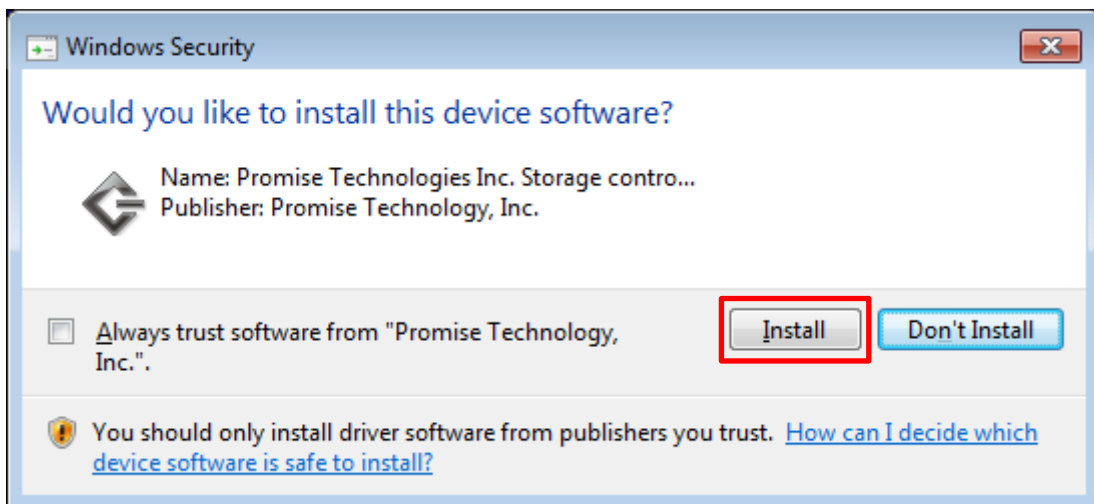 Windows Security
Would you like to install this device software?
Name: Promise Technologies Inc. Storage contro...
Publisher: Promise Technology, Inc.
Always trust software from "Promise Technology,
Inc.".
Install
Don't Install
You should only install driver software from publishers you trust. How can I decide which
device software is safe to install?